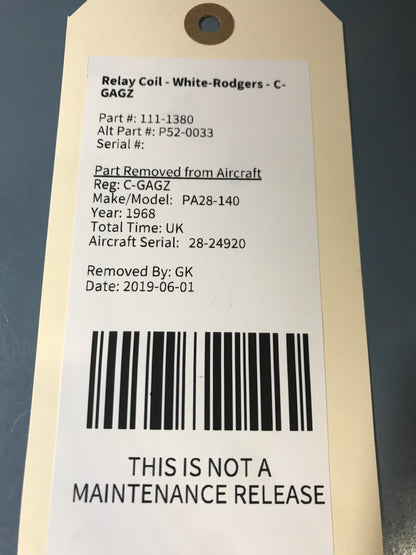 Relay Coil - White-Rodgers - C-
GAGZ
Part #: 111-1380
Alt Part #: P52-0033
Serial #:
Part Removed from Aircraft
Reg: C-GAGZ
Make/Model: PA28-140
Year: 1968
Total Time: UK
Aircraft Serial: 28-24920
Removed By: GK
Date: 2019-06-01
THIS IS NOT A
MAINTENANCE RELEASE